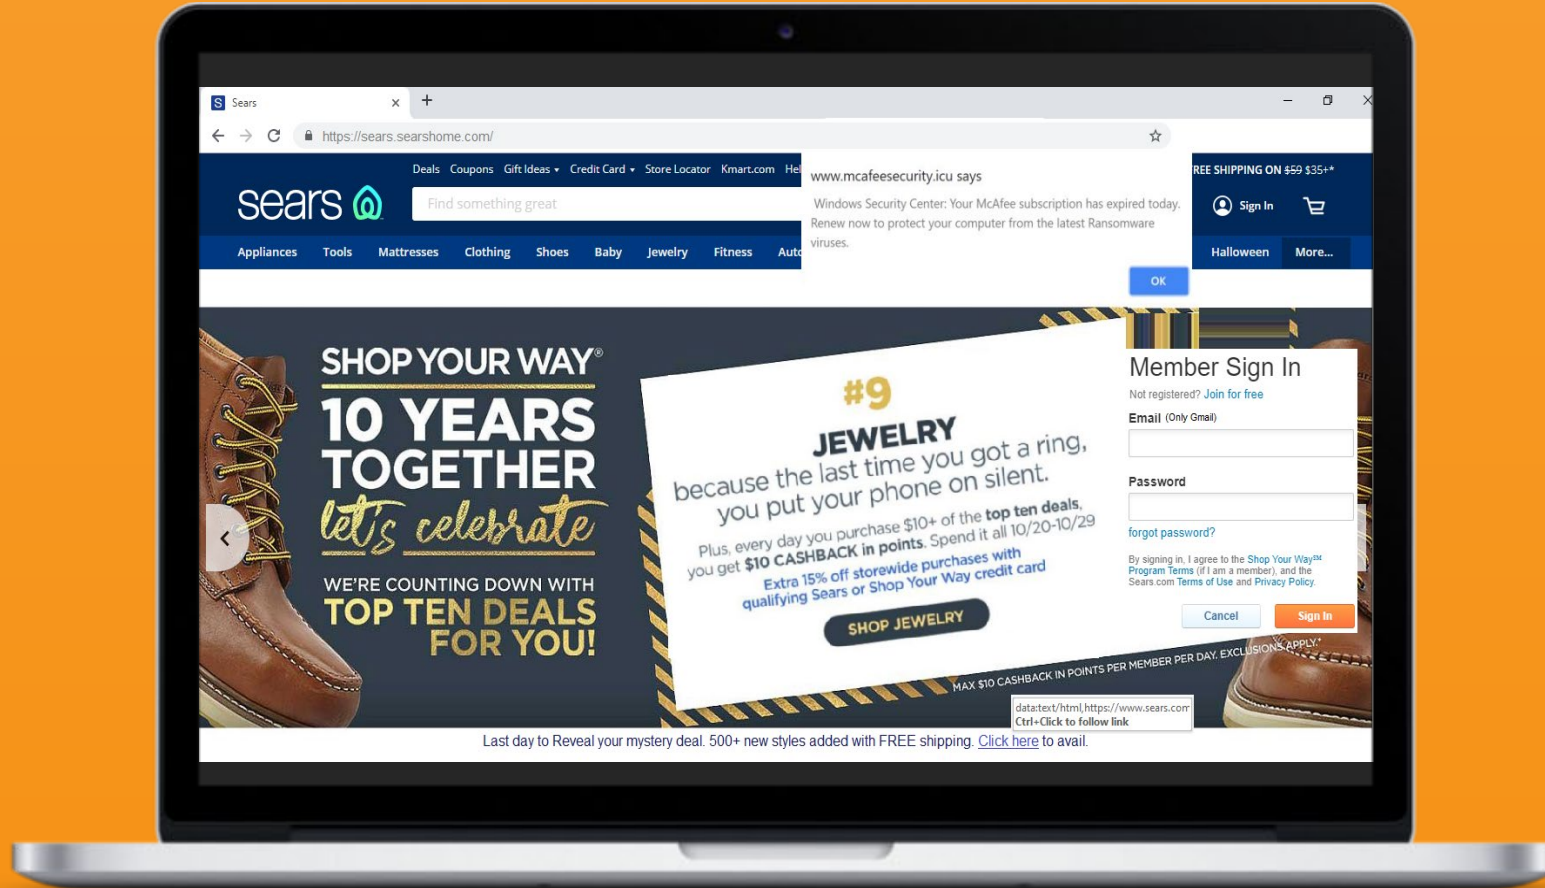 S Sears
https://sears.searshome.com/
Deals Coupons Gift Ideas Credit Card Store Locator Kmart.com Hel
FREE SHIPPING ON $59 $35+*
sears
Find something great
Sign In
Appliances Tools Mattresses Clothing Shoes Baby Jewelry Fitness Auto
Halloween More...
www.mcafeesecurity.icu says
Windows Security Center: Your McAfee subscription has expired today.
Renew now to protect your computer from the latest Ransomware
viruses.
OK
SHOP YOUR WAY®
10 YEARS
TOGETHER
let's celebrate
WE'RE COUNTING DOWN WITH
TOP TEN DEALS
FOR YOU!
#9
JEWELRY
because the last time you got a ring,
you put your phone on silent.
Plus, every day you purchase $10+ of the top ten deals,
you get $10 CASHBACK in points. Spend it all 10/20-10/29
Extra 15% off storewide purchases with
qualifying Sears or Shop Your Way credit card
SHOP JEWELRY
MAX $10 CASHBACK IN POINTS PER MEMBER PER DAY. EXCLUSIONS APPLY.*
Member Sign In
Not registered? Join for free
Email (Only Gmail)
Password
forgot password?
By signing in, I agree to the Shop Your Way℠
Program Terms (if I am a member), and the
Sears.com Terms of Use and Privacy Policy.
Cancel Sign In
data:text/html,https://www.sears.com
Ctrl+Click to follow link
Last day to Reveal your mystery deal. 500+ new styles added with FREE shipping. Click here to avail.